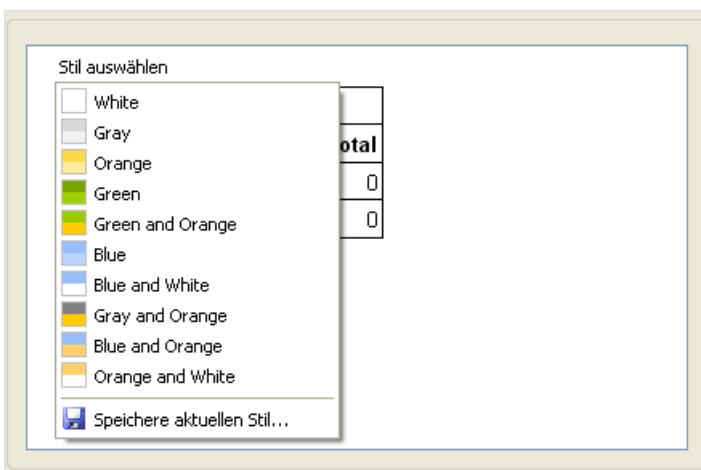 Stil auswählen
White
Gray
otal
Orange
0
Green
Green and Orange
0
Blue
Blue and White
Gray and Orange
Blue and Orange
Orange and White
Speichere aktuellen Stil...